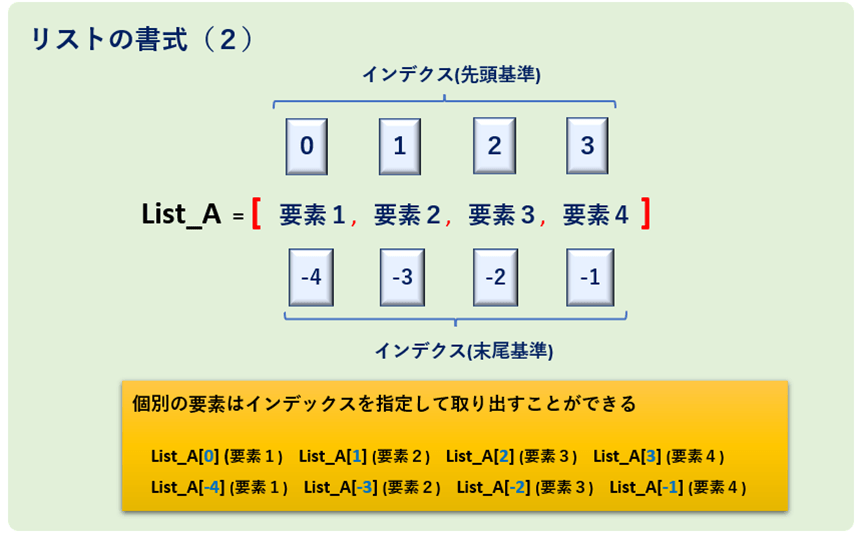 リストの書式（２）
インデクス(先頭基準)
0 1 2 3
List_A = [ 要素１, 要素２, 要素３, 要素４ ]
-4 -3 -2 -1
インデクス(末尾基準)
個別の要素はインデックスを指定して取り出すことができる
List_A[0] (要素１) List_A[1] (要素２) List_A[2] (要素３) List_A[3] (要素４)
List_A[-4] (要素１) List_A[-3] (要素２) List_A[-2] (要素３) List_A[-1] (要素４)